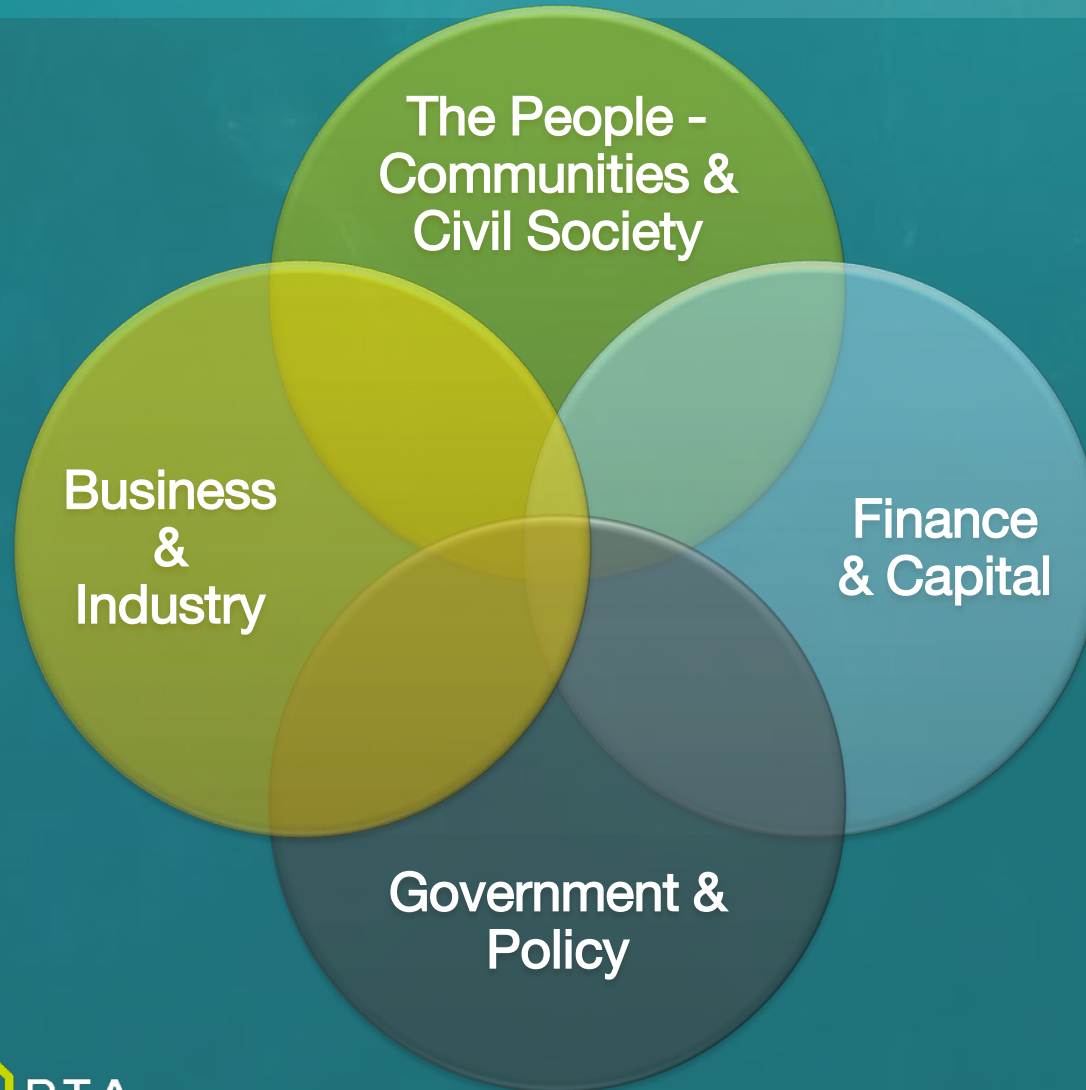 The People -
Communities &
Civil Society
Business
&
Industry
Finance
& Capital
Government &
Policy